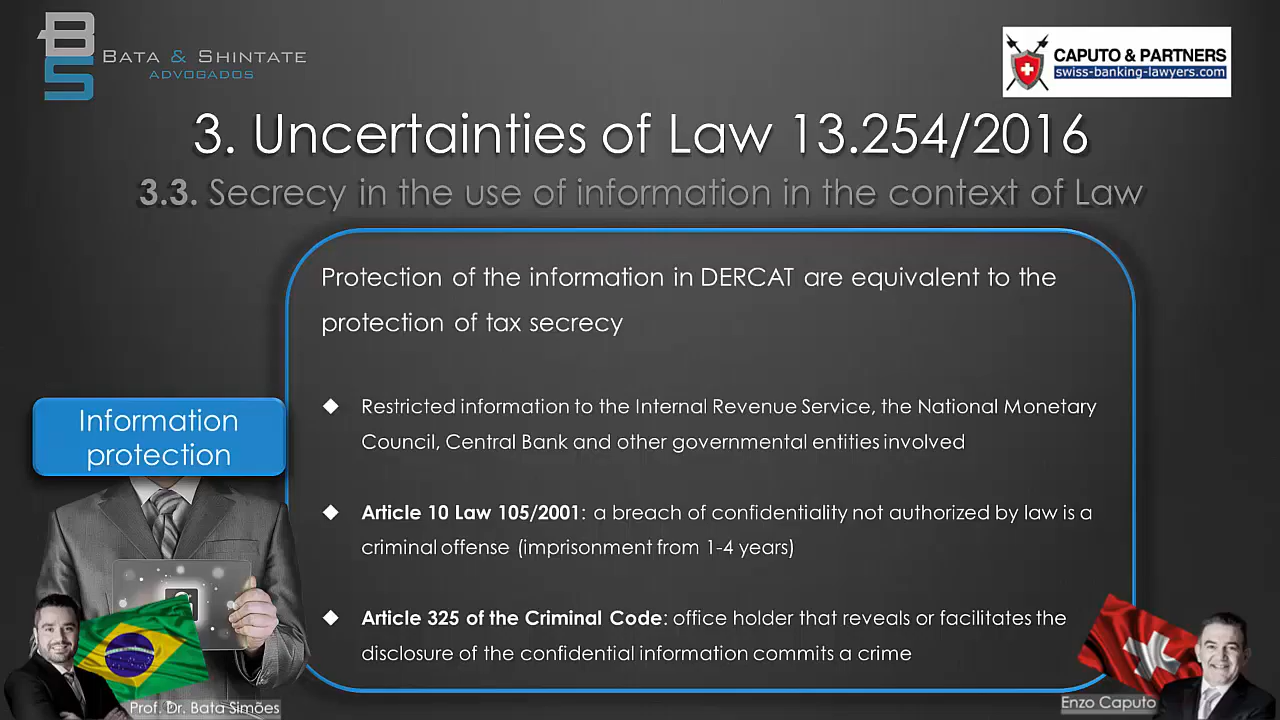 BS
BATA & SHINTATE
ADVOGADOS
CAPUTO & PARTNERS
swiss-banking-lawyers.com
3. Uncertainties of Law 13.254/2016
3.3. Secrecy in the use of information in the context of Law
Protection of the information in DERCAT are equivalent to the
protection of tax secrecy
Information
protection
◆ Restricted information to the Internal Revenue Service, the National Monetary
Council, Central Bank and other governmental entities involved
◆ Article 10 Law 105/2001: a breach of confidentiality not authorized by law is a
criminal offense (imprisonment from 1-4 years)
◆ Article 325 of the Criminal Code: office holder that reveals or facilitates the
disclosure of the confidential information commits a crime
Prof. Dr. Bata Simões
Enzo Caputo